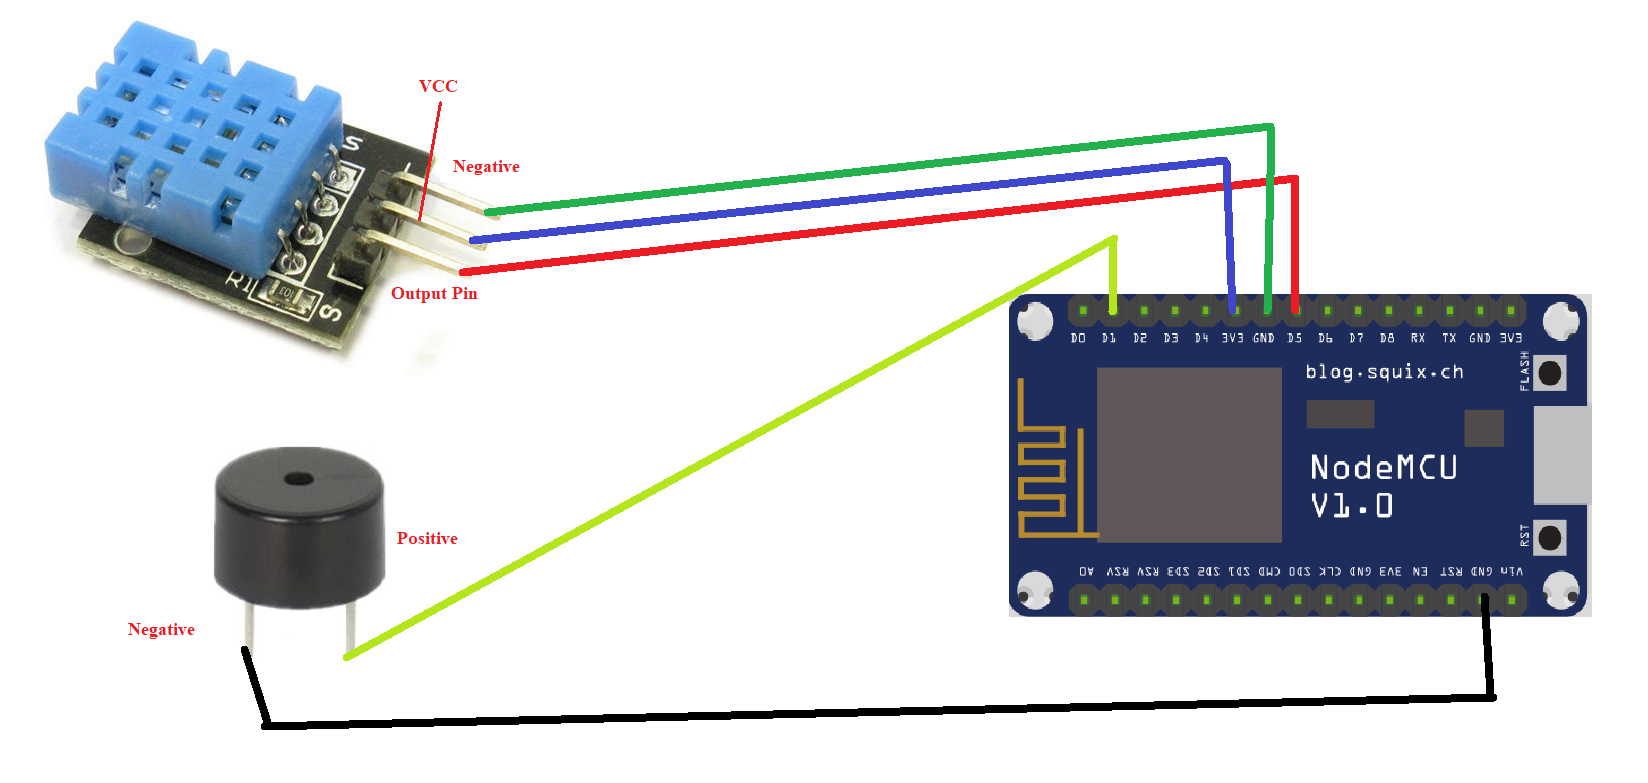 VCC
Negative
S
Output Pin
R1
103
S
D0 D1 D2 D3 D4 3V3 GND D5 D6 D7 D8 RX TX GND 3V3
blog.squix.ch
FLASH
NodeMCU
V1.0
Positive
RST
A0 RSV RSV SD3 SD2 SD1 CMD SD0 CLK GND 3V3 EN RST GND Vin
Negative